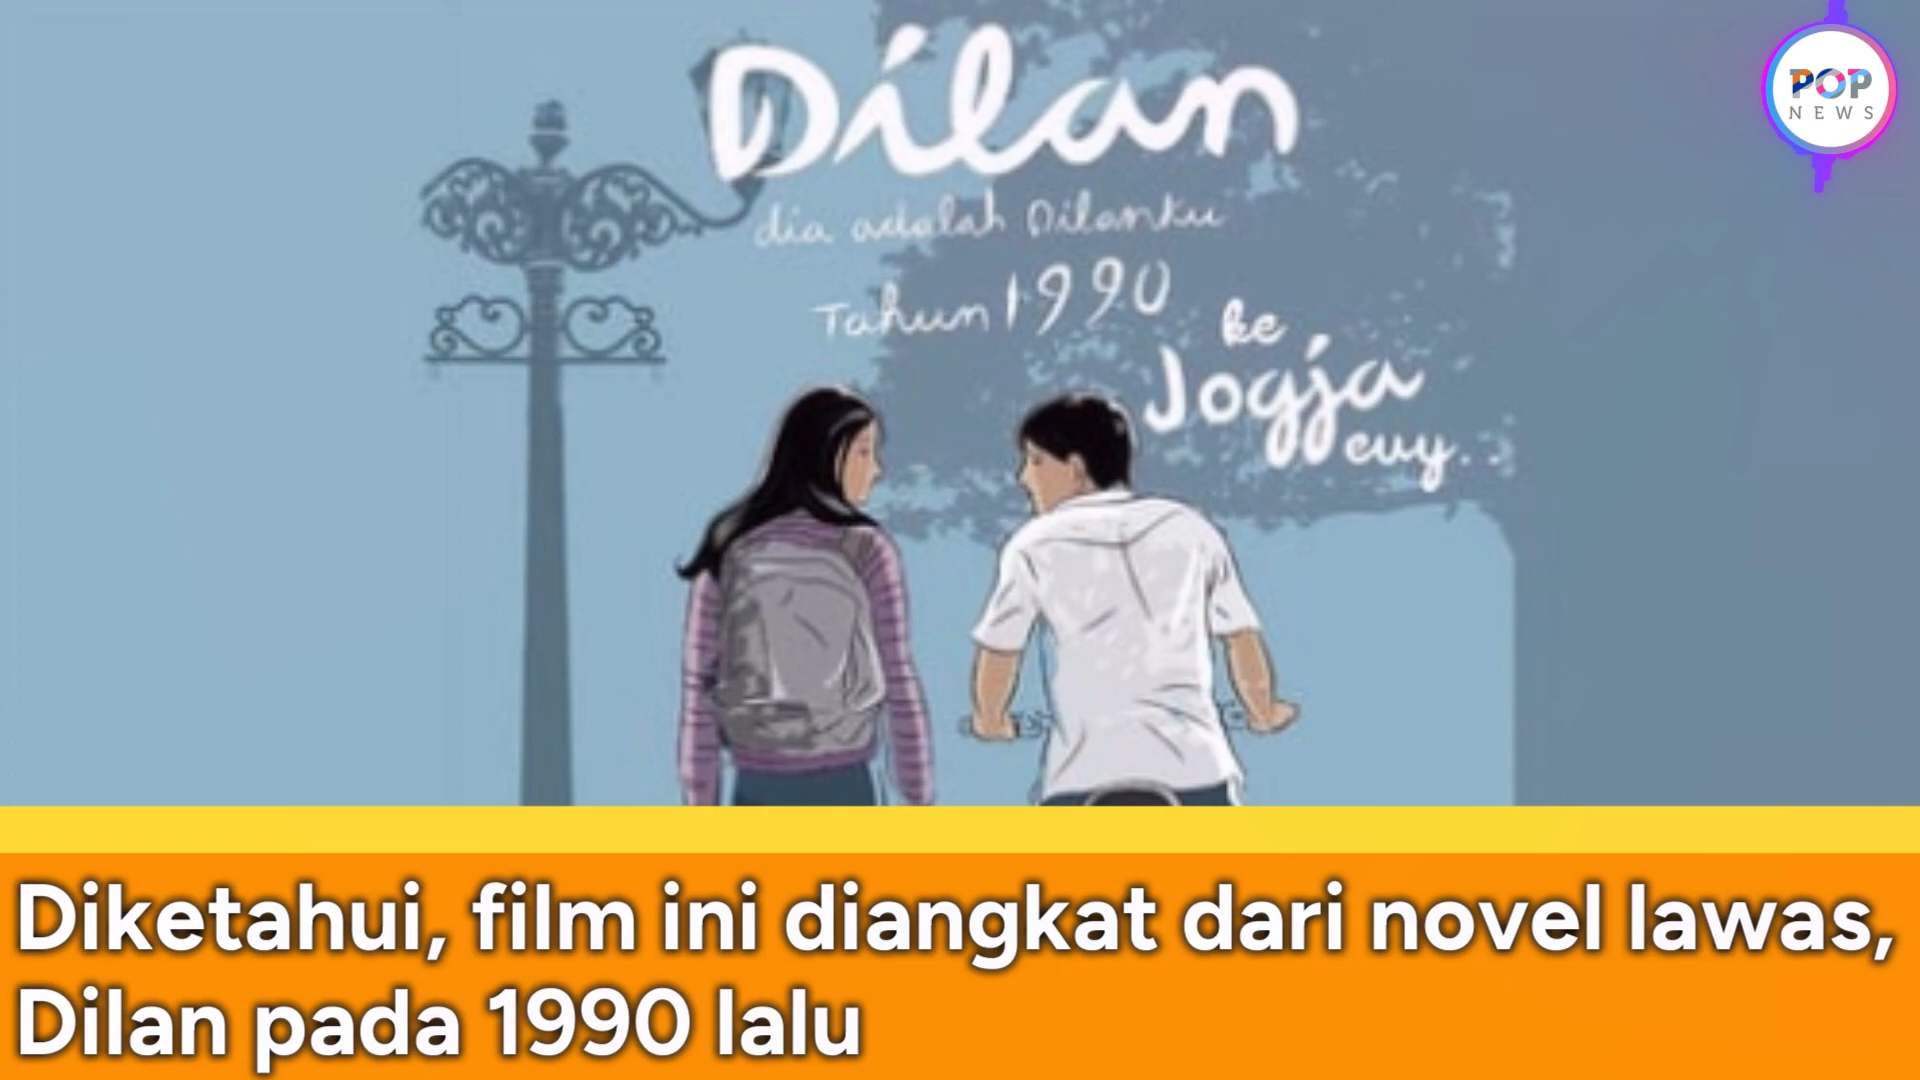 POP
NEWS
Dilan
dia adalah Dilanku
Tahun 1990
ke
Jogja
cuy..
Diketahui, film ini diangkat dari novel lawas,
Dilan pada 1990 lalu